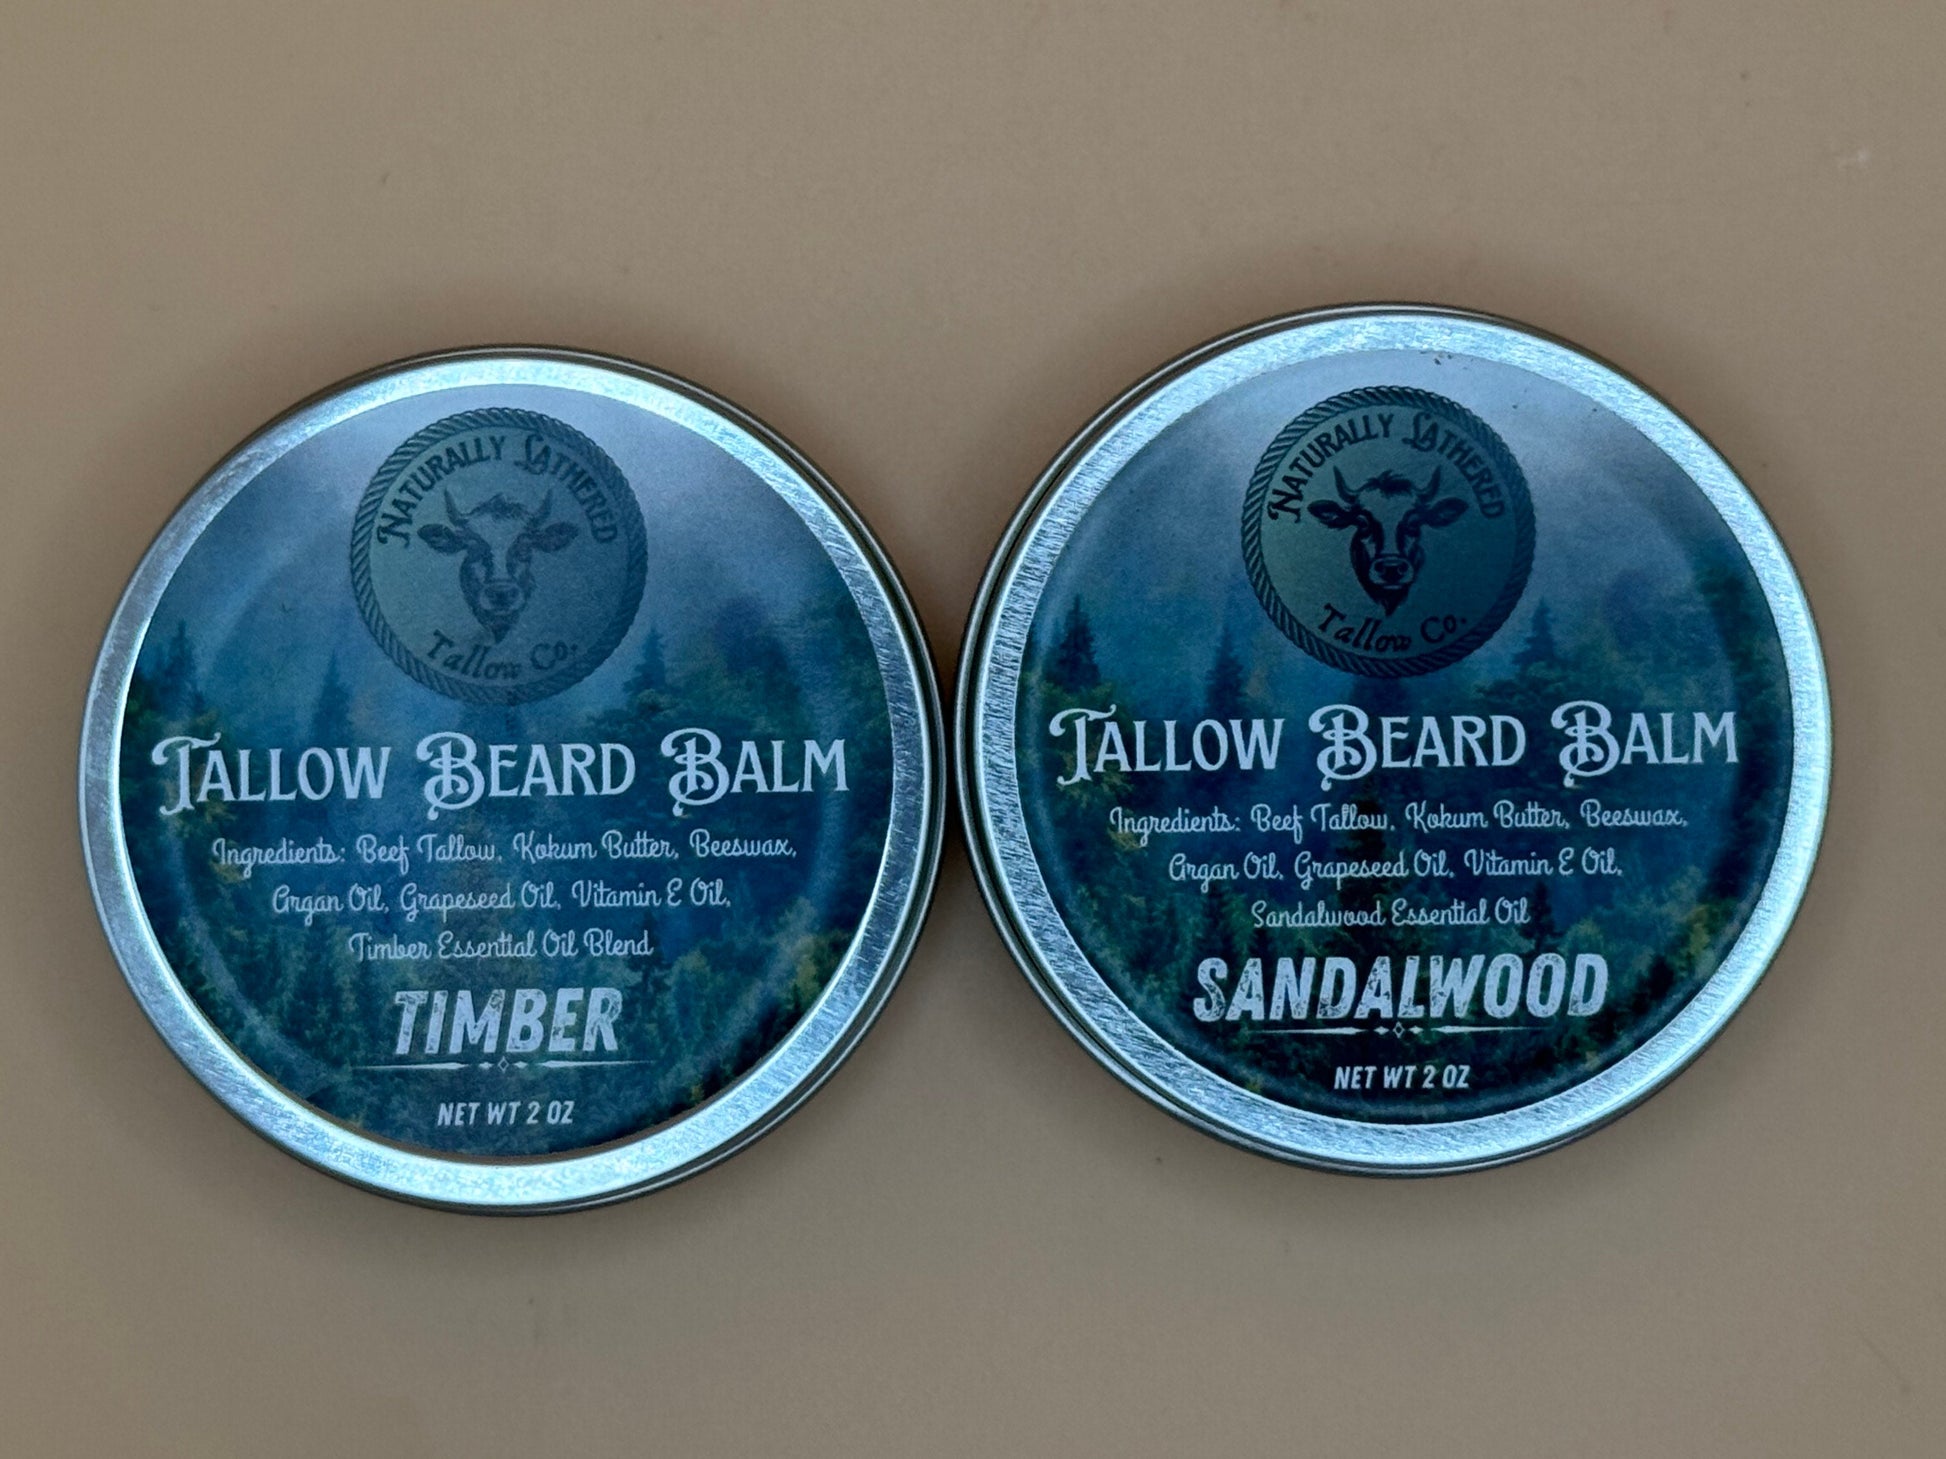 NATURALLY LATHERED
Tallow Co.
TALLOW BEARD BALM
Ingredients: Beef Tallow, Kokum Butter, Beeswax,
Argan Oil, Grapeseed Oil, Vitamin E Oil,
Timber Essential Oil Blend
TIMBER
NET WT 2 OZ
NATURALLY LATHERED
Tallow Co.
TALLOW BEARD BALM
Ingredients: Beef Tallow, Kokum Butter, Beeswax,
Argan Oil, Grapeseed Oil, Vitamin E Oil,
Sandalwood Essential Oil
SANDALWOOD
NET WT 2 OZ